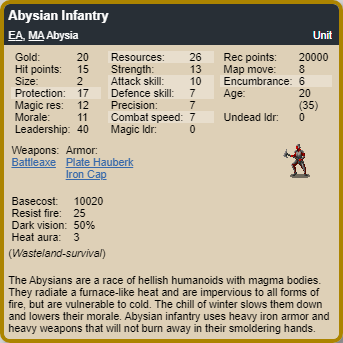 Abysian Infantry
EA, MA Abysia Unit
Gold: 20 Resources: 26 Rec points: 20000
Hit points: 15 Strength: 13 Map move: 8
Size: 2 Attack skill: 10 Encumbrance: 6
Protection: 17 Defence skill: 7 Age: 20
Magic res: 12 Precision: 7 (35)
Morale: 11 Combat speed: 7 Undead ldr: 0
Leadership: 40 Magic ldr: 0
Weapons: Armor:
Battleaxe Plate Hauberk
Iron Cap
Basecost: 10020
Resist fire: 25
Dark vision: 50%
Heat aura: 3
(Wasteland-survival)
The Abysians are a race of hellish humanoids with magma bodies.
They radiate a furnace-like heat and are impervious to all forms of
fire, but are vulnerable to cold. The chill of winter slows them down
and lowers their morale. Abysian infantry uses heavy iron armor and
heavy weapons that will not burn away in their smoldering hands.